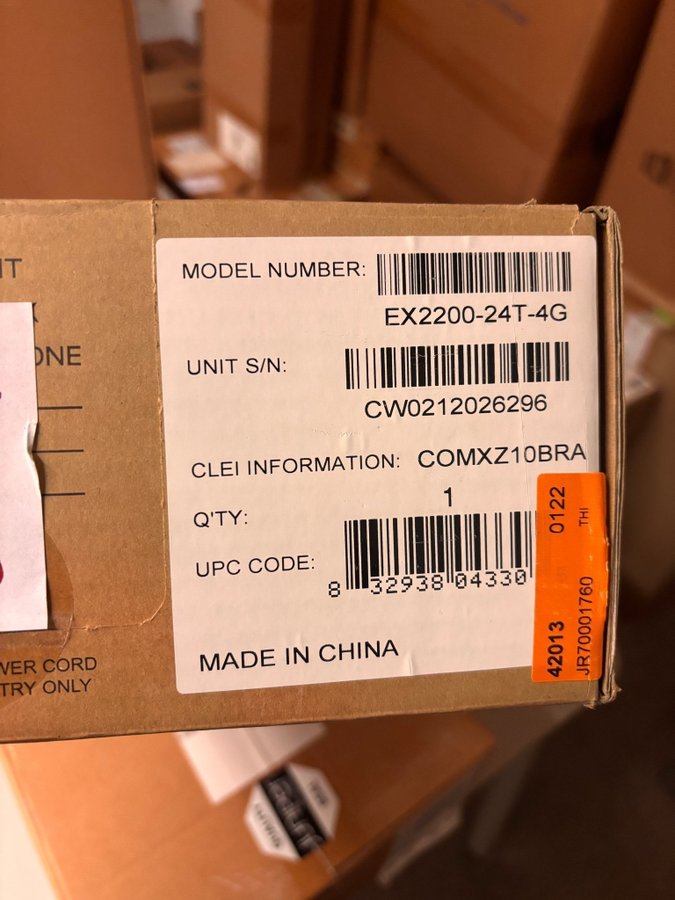 MODEL NUMBER:
EX2200-24T-4G
UNIT S/N:
CW0212026296
CLEI INFORMATION: COMXZ10BRA
Q'TY: 1
UPC CODE:
8 32938 04330
MADE IN CHINA
42013 0122
JR70001760 THI
IT
ONE
WER CORD
TRY ONLY